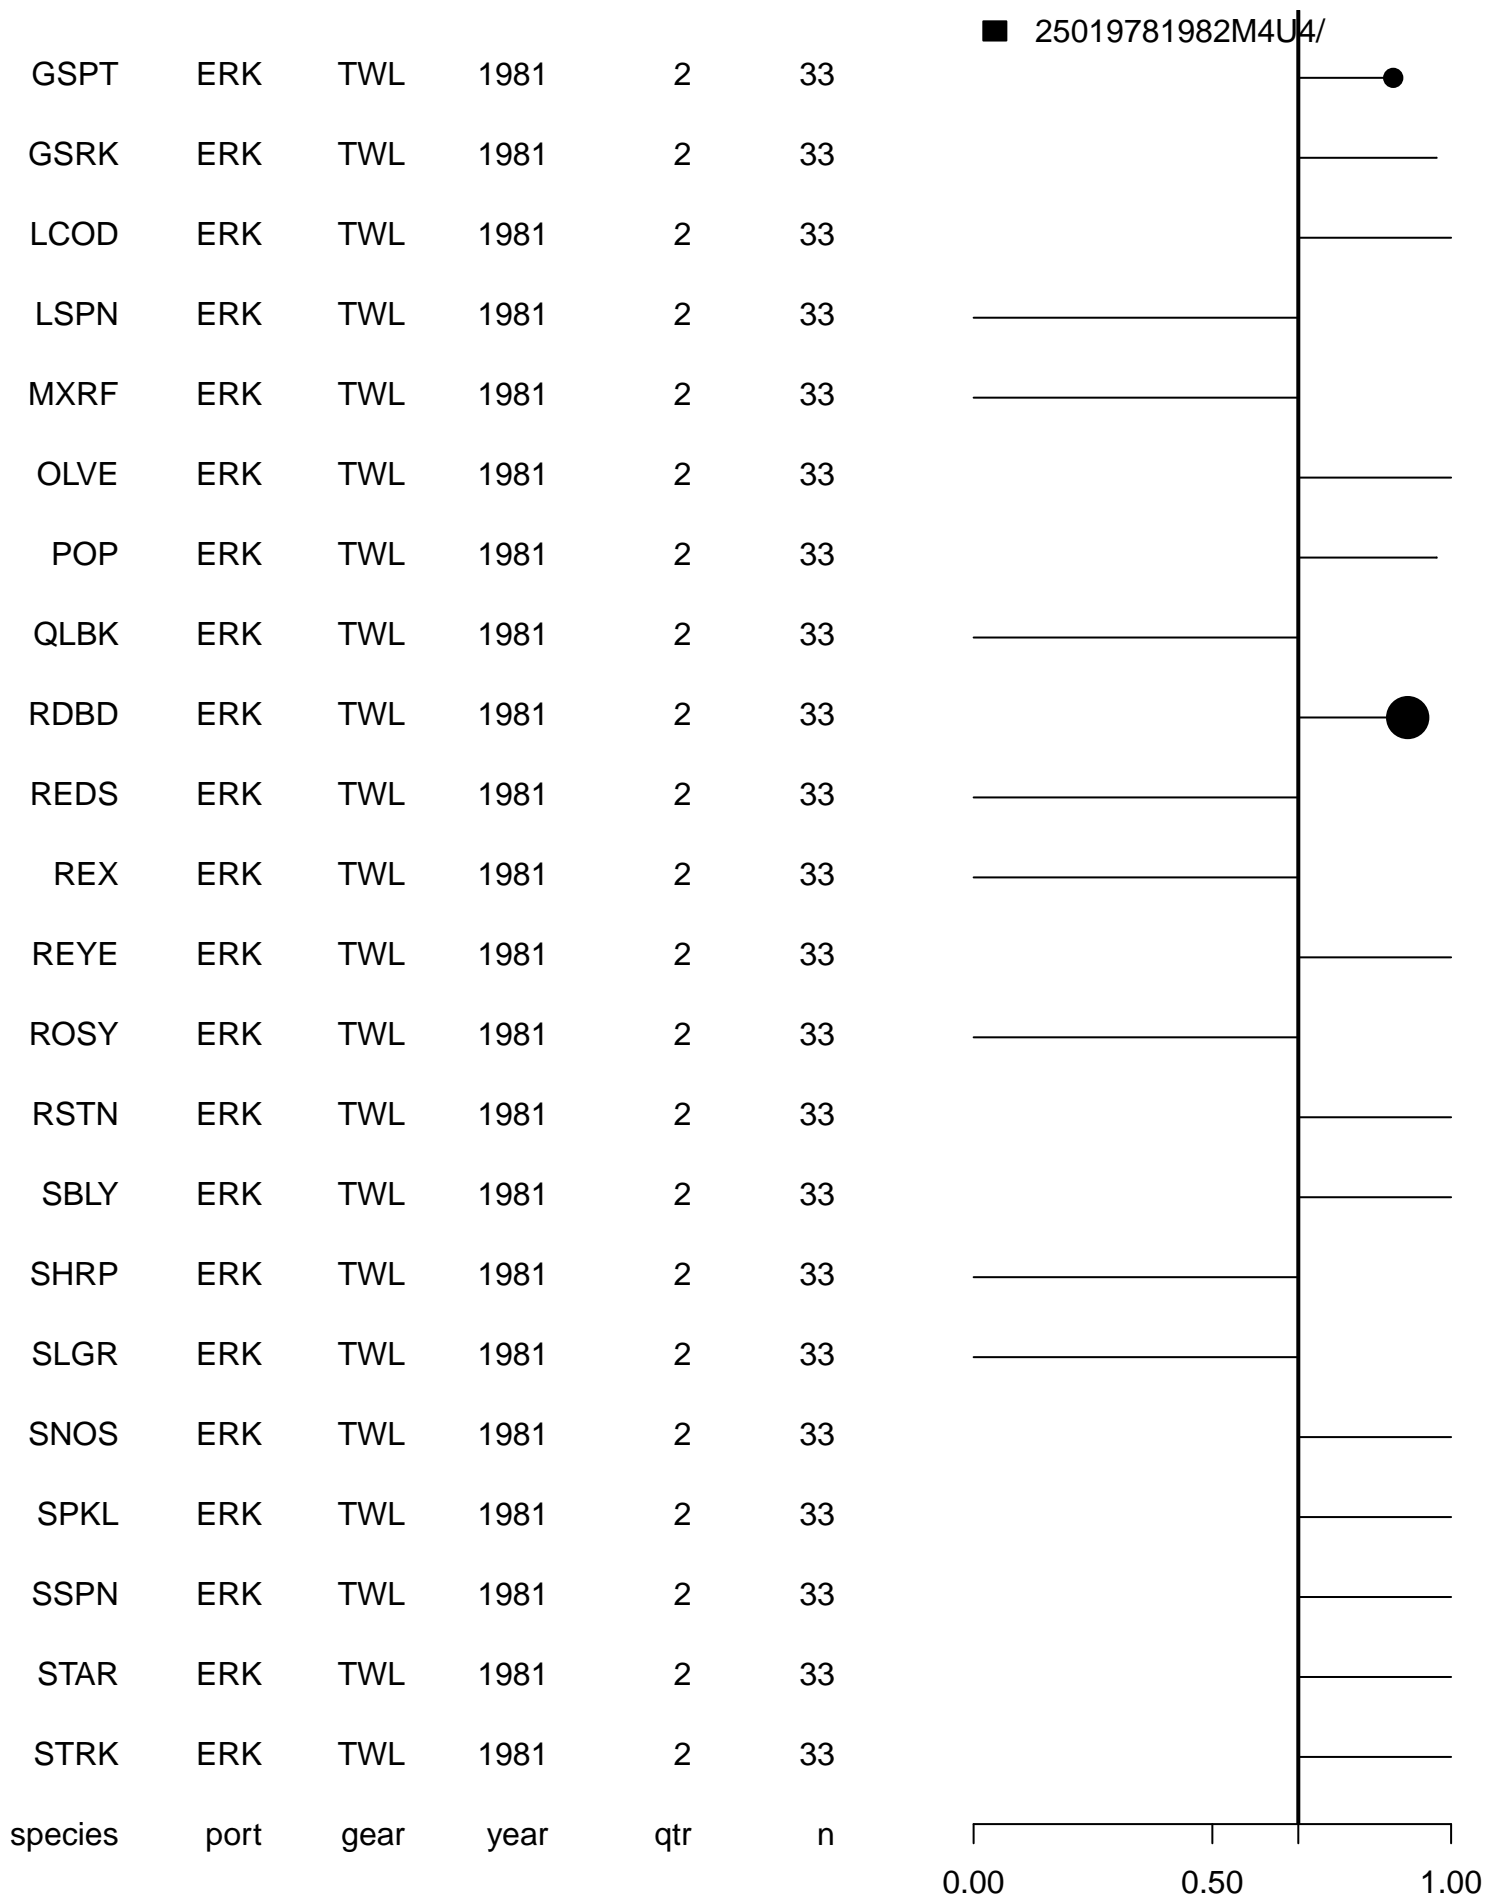 25019781982M4U4/
GSPT ERK TWL 1981 2 33
GSRK ERK TWL 1981 2 33
LCOD ERK TWL 1981 2 33
LSPN ERK TWL 1981 2 33
MXRF ERK TWL 1981 2 33
OLVE ERK TWL 1981 2 33
POP ERK TWL 1981 2 33
QLBK ERK TWL 1981 2 33
RDBD ERK TWL 1981 2 33
REDS ERK TWL 1981 2 33
REX ERK TWL 1981 2 33
REYE ERK TWL 1981 2 33
ROSY ERK TWL 1981 2 33
RSTN ERK TWL 1981 2 33
SBLY ERK TWL 1981 2 33
SHRP ERK TWL 1981 2 33
SLGR ERK TWL 1981 2 33
SNOS ERK TWL 1981 2 33
SPKL ERK TWL 1981 2 33
SSPN ERK TWL 1981 2 33
STAR ERK TWL 1981 2 33
STRK ERK TWL 1981 2 33
species port gear year qtr n
0.00 0.50 1.00